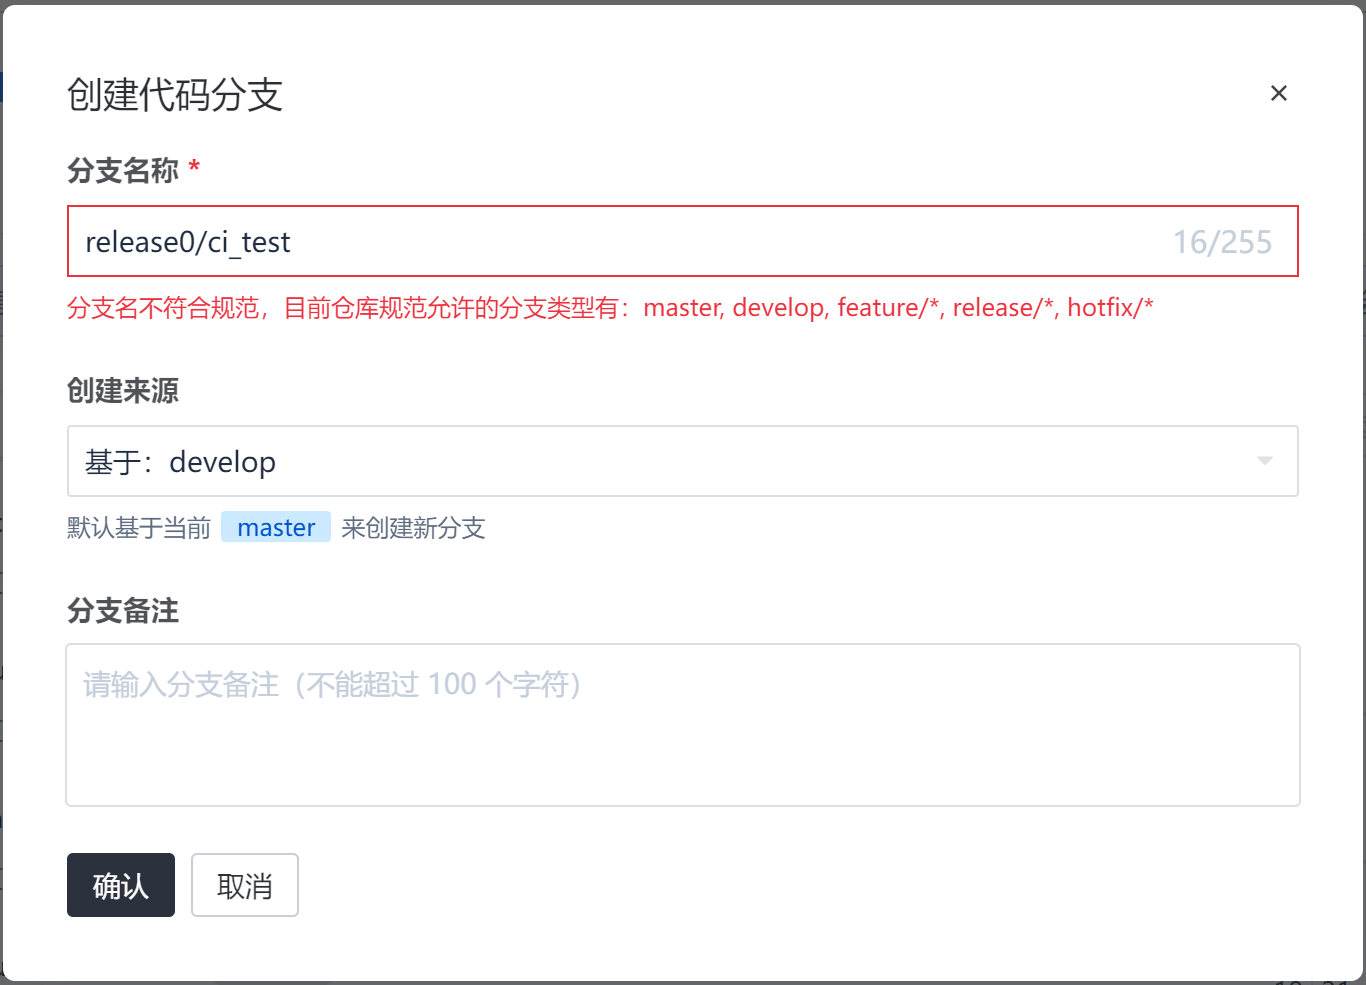 创建代码分支
分支名称 *
release0/ci_test 16/255
分支名不符合规范，目前仓库规范允许的分支类型有：master, develop, feature/*, release/*, hotfix/*
创建来源
基于：develop
默认基于当前 master 来创建新分支
分支备注
请输入分支备注（不能超过 100 个字符）
确认 取消